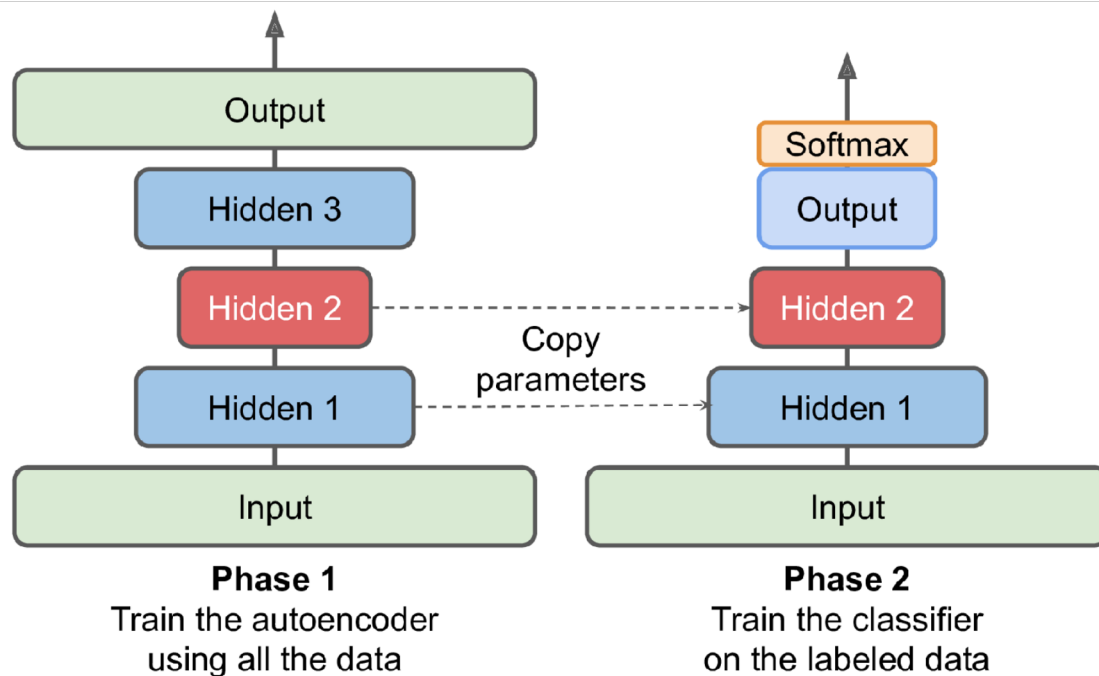 Output
Hidden 3
Hidden 2
Hidden 1
Input
Phase 1
Train the autoencoder
using all the data
Copy
parameters
Softmax
Output
Hidden 2
Hidden 1
Input
Phase 2
Train the classifier
on the labeled data